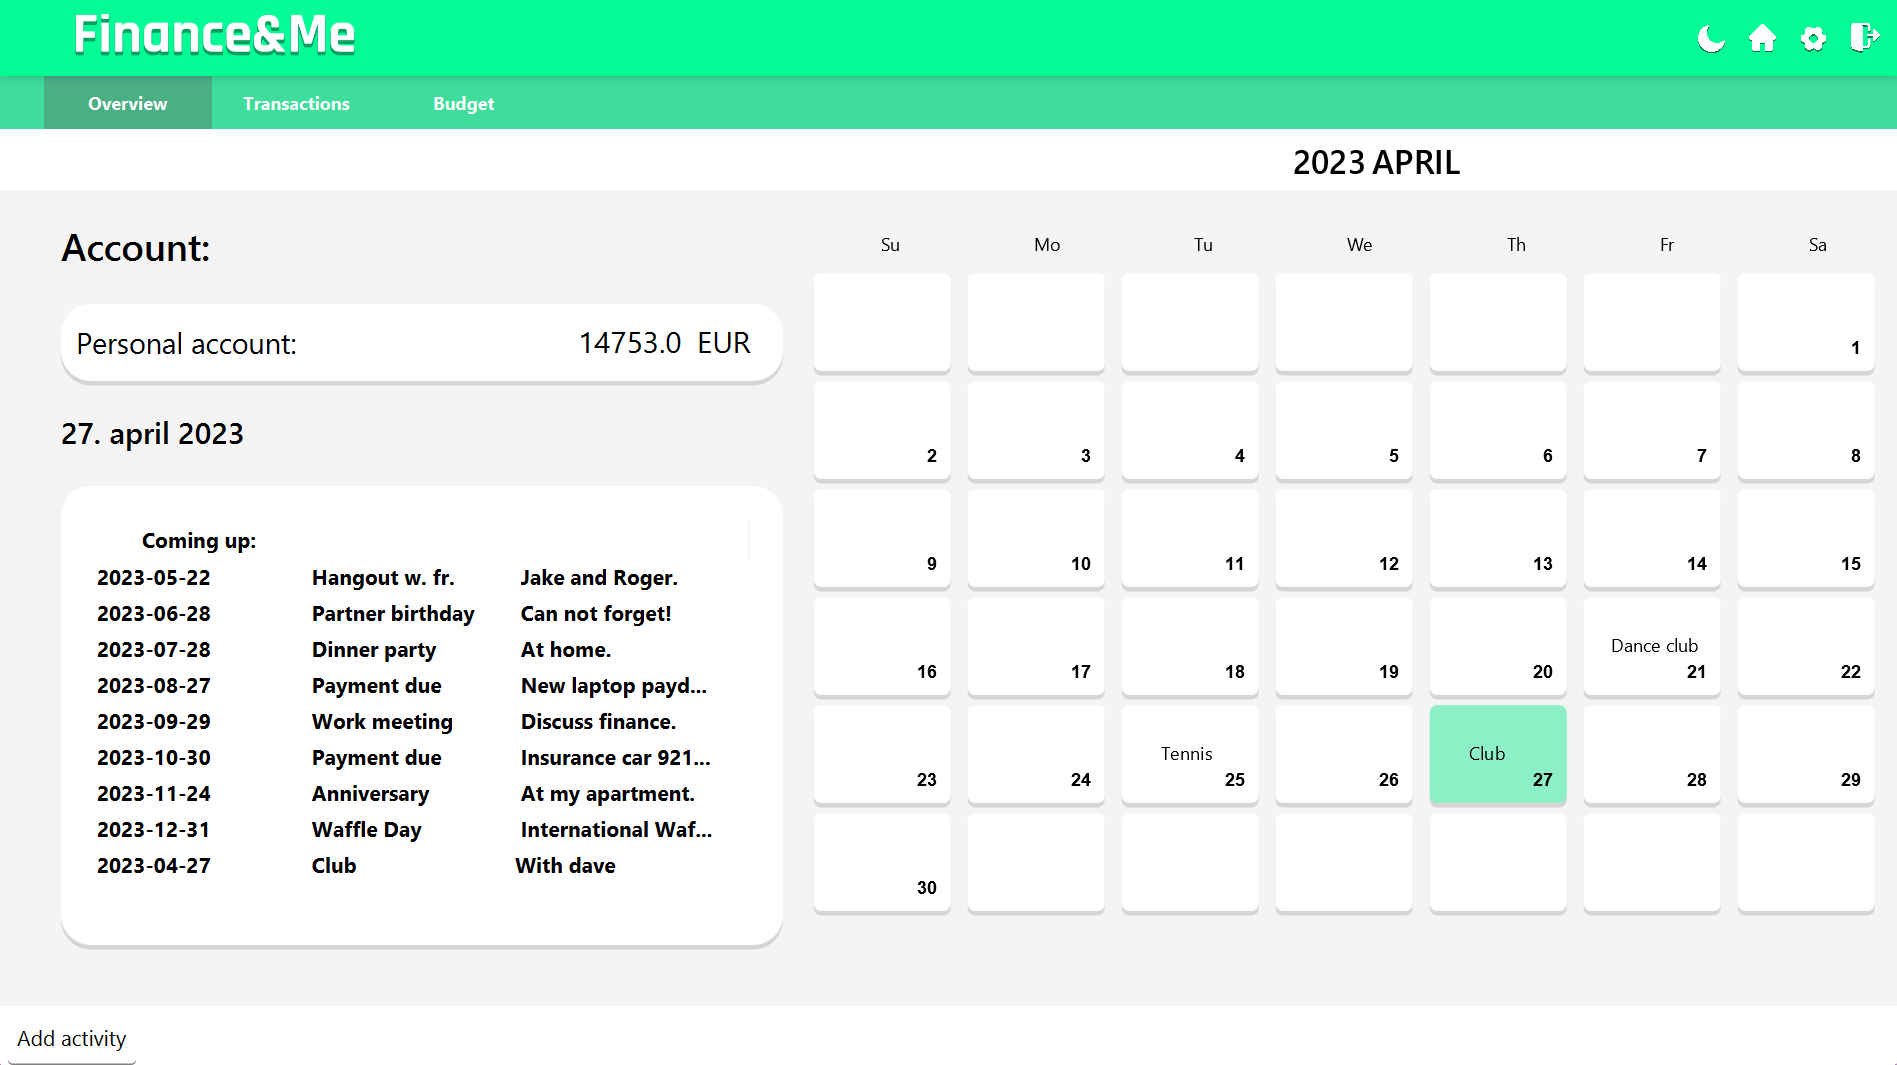 Finance&Me
Overview Transactions Budget
2023 APRIL
Account:
Personal account: 14753.0 EUR
27. april 2023
Coming up:
2023-05-22 Hangout w. fr. Jake and Roger.
2023-06-28 Partner birthday Can not forget!
2023-07-28 Dinner party At home.
2023-08-27 Payment due New laptop payd...
2023-09-29 Work meeting Discuss finance.
2023-10-30 Payment due Insurance car 921...
2023-11-24 Anniversary At my apartment.
2023-12-31 Waffle Day International Waf...
2023-04-27 Club With dave
Su Mo Tu We Th Fr Sa
1
2 3 4 5 6 7 8
9 10 11 12 13 14 15
Dance club
16 17 18 19 20 21 22
Tennis Club
23 24 25 26 27 28 29
30
Add activity